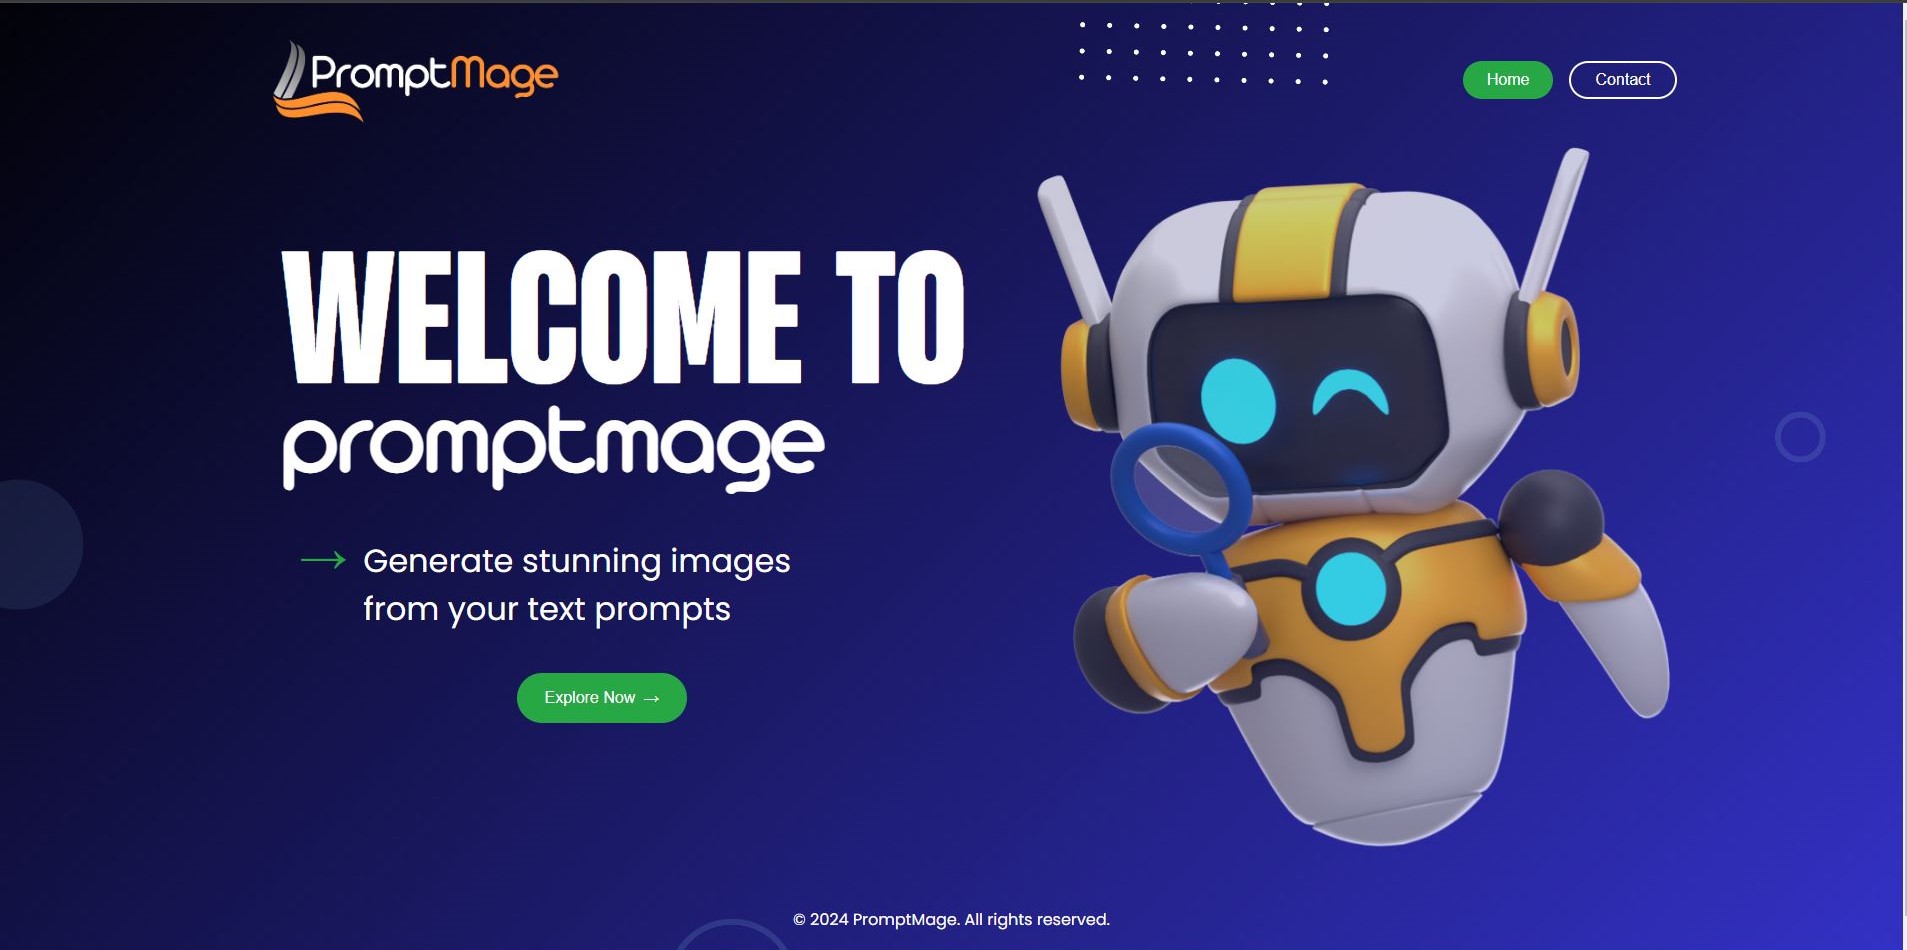 PromptMage
Home
Contact
WELCOME TO
promptmage
→ Generate stunning images
from your text prompts
Explore Now →
© 2024 PromptMage. All rights reserved.